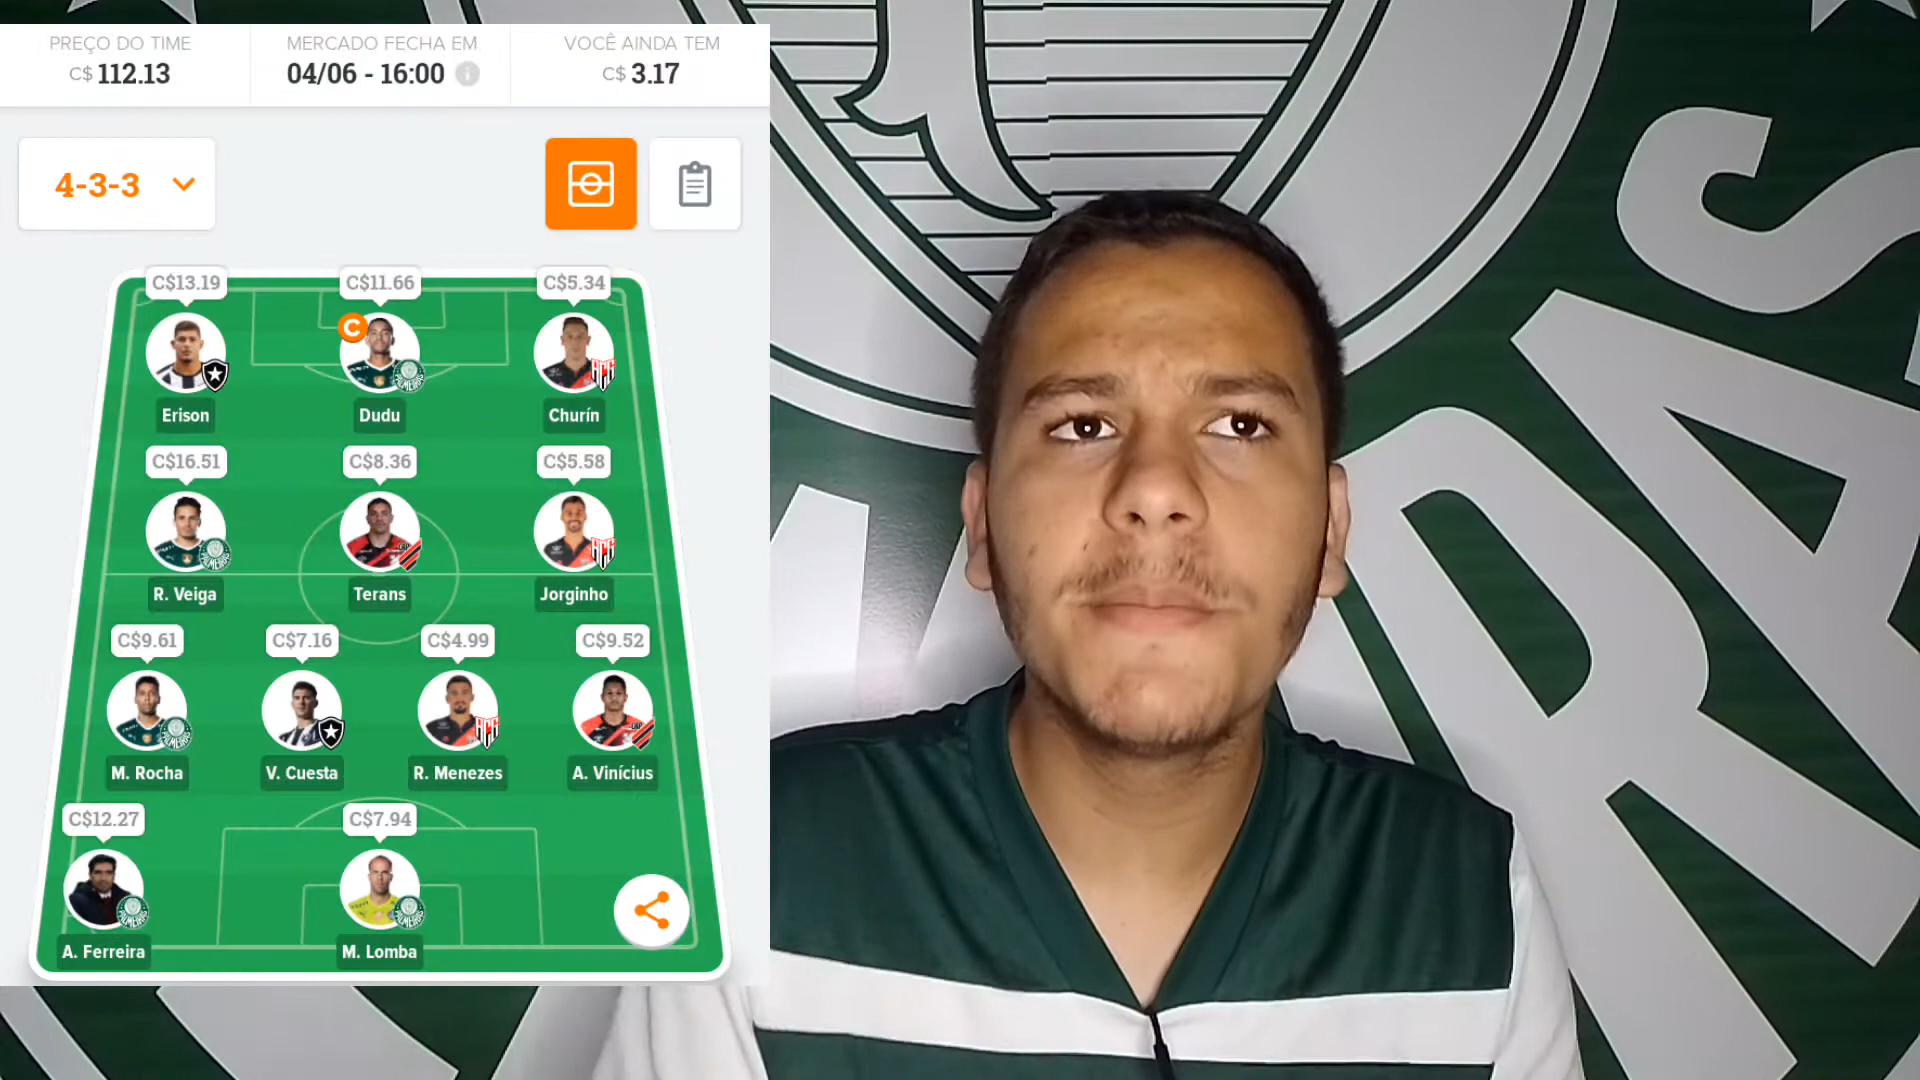 PREÇO DO TIME
C$ 112.13
MERCADO FECHA EM
04/06 - 16:00
VOCÊ AINDA TEM
C$ 3.17
4-3-3
C$13.19
C$11.66
C$5.34
C
Erison
Dudu
Churín
C$16.51
C$8.36
C$5.58
R. Veiga
Terans
Jorginho
C$9.61
C$7.16
C$4.99
C$9.52
M. Rocha
V. Cuesta
R. Menezes
A. Vinícius
C$12.27
C$7.94
A. Ferreira
M. Lomba